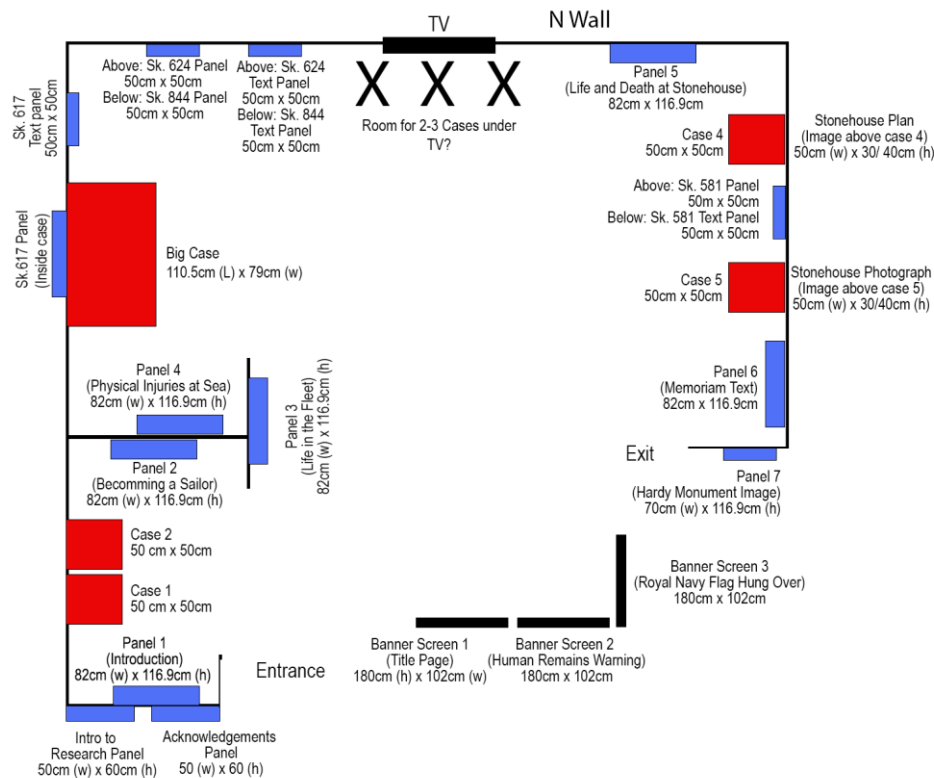 TV
N Wall
Above: Sk. 624 Panel
50cm x 50cm
Below: Sk. 844 Panel
50cm x 50cm
Above: Sk. 624
Text Panel
50cm x 50cm
Below: Sk. 844
Text Panel
50cm x 50cm
Room for 2-3 Cases under
TV?
Panel 5
(Life and Death at Stonehouse)
82cm x 116.9cm
Sk. 617
Text panel
50cm x 50cm
Case 4
50cm x 50cm
Stonehouse Plan
(Image above case 4)
50cm (w) x 30/ 40cm (h)
Above: Sk. 581 Panel
50m x 50cm
Below: Sk. 581 Text Panel
50cm x 50cm
Sk.617 Panel
(Inside case)
Big Case
110.5cm (L) x 79cm (w)
Case 5
50cm x 50cm
Stonehouse Photograph
(Image above case 5)
50cm (w) x 30/40cm (h)
Panel 4
(Physical Injuries at Sea)
82cm (w) x 116.9cm (h)
Panel 3
(Life in the Fleet)
82cm (w) x 116.9cm (h)
Panel 6
(Memoriam Text)
82cm x 116.9cm
Panel 2
(Becomming a Sailor)
82cm (w) x 116.9cm (h)
Exit
Panel 7
(Hardy Monument Image)
70cm (w) x 116.9cm (h)
Case 2
50 cm x 50cm
Case 1
50 cm x 50cm
Banner Screen 3
(Royal Navy Flag Hung Over)
180cm x 102cm
Panel 1
(Introduction)
82cm (w) x 116.9cm (h)
Entrance
Banner Screen 1
(Title Page)
180cm (h) x 102cm (w)
Banner Screen 2
(Human Remains Warning)
180cm x 102cm
Intro to
Research Panel
50cm (w) x 60cm (h)
Acknowledgements
Panel
50 (w) x 60 (h)